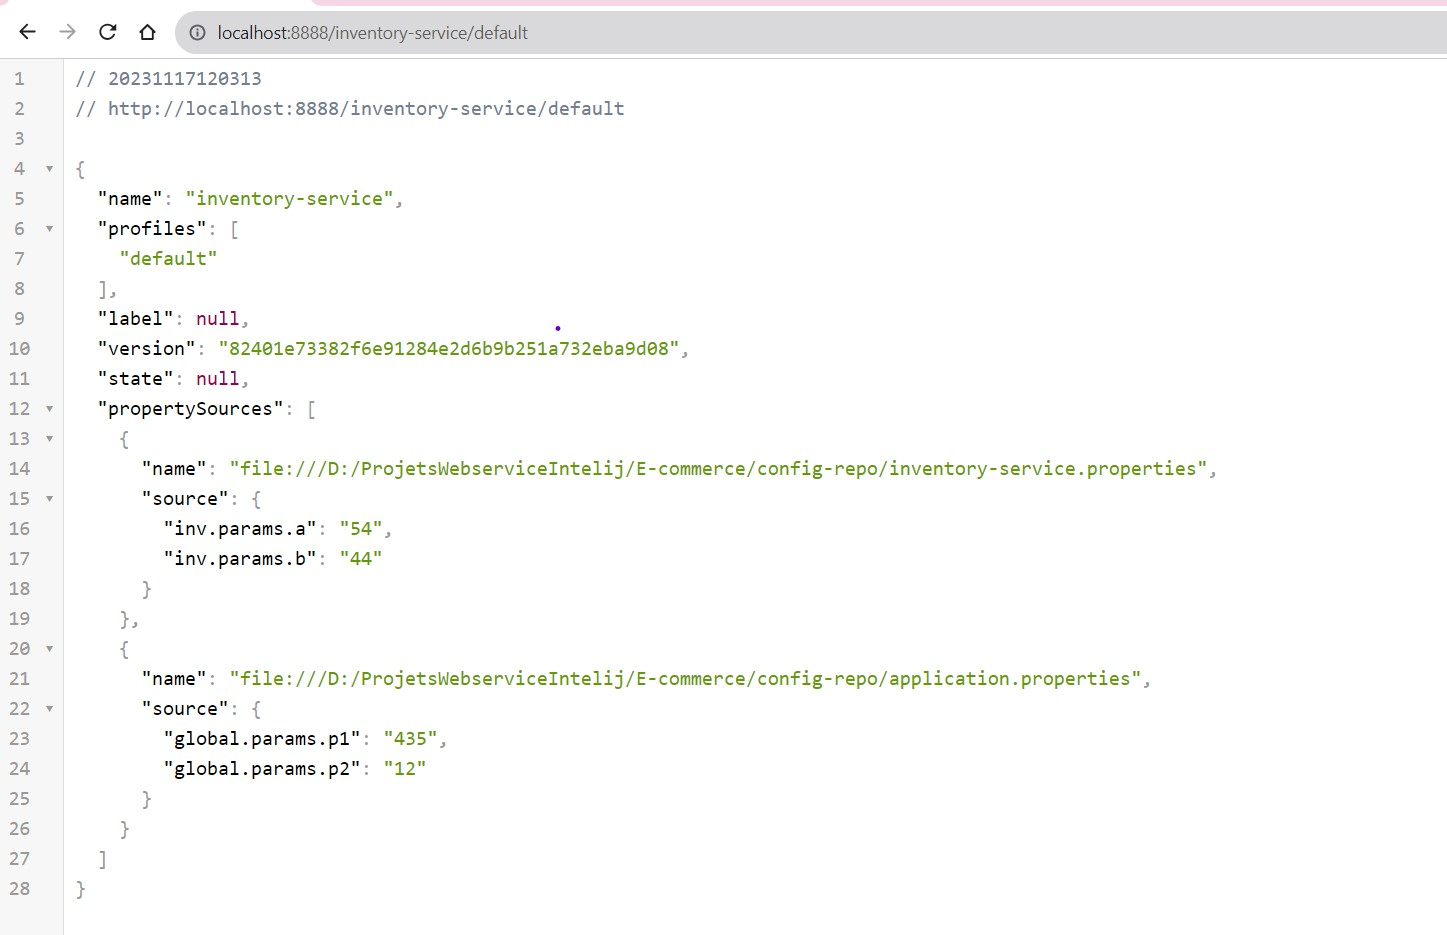 localhost:8888/inventory-service/default
1 // 20231117120313
2 // http://localhost:8888/inventory-service/default
3
4 {
5 "name": "inventory-service",
6 "profiles": [
7 "default"
8 ],
9 "label": null,
10 "version": "82401e73382f6e91284e2d6b9b251a732eba9d08",
11 "state": null,
12 "propertySources": [
13 {
14 "name": "file:///D:/ProjetsWebserviceIntelij/E-commerce/config-repo/inventory-service.properties",
15 "source": {
16 "inv.params.a": "54",
17 "inv.params.b": "44"
18 }
19 },
20 {
21 "name": "file:///D:/ProjetsWebserviceIntelij/E-commerce/config-repo/application.properties",
22 "source": {
23 "global.params.p1": "435",
24 "global.params.p2": "12"
25 }
26 }
27 ]
28 }